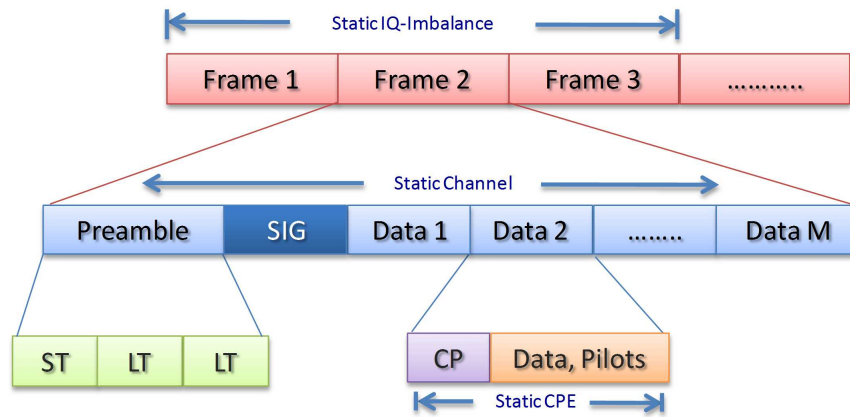 Static IQ-Imbalance
Frame 1 Frame 2 Frame 3 ………..
Static Channel
Preamble SIG Data 1 Data 2 …….. Data M
ST LT LT CP Data, Pilots
Static CPE